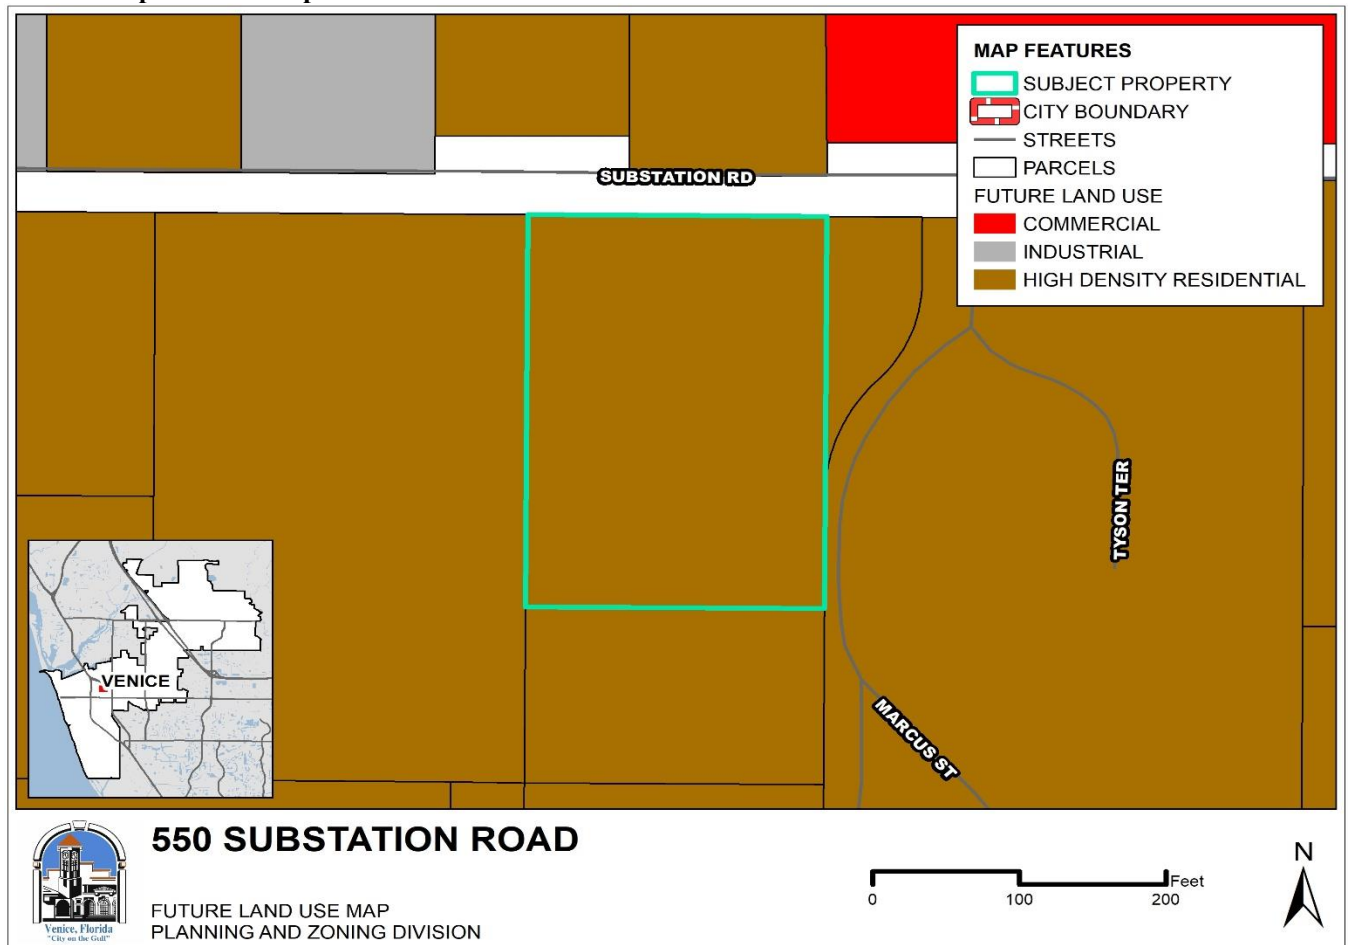 MAP FEATURES
SUBJECT PROPERTY
CITY BOUNDARY
STREETS
PARCELS
FUTURE LAND USE
COMMERCIAL
INDUSTRIAL
HIGH DENSITY RESIDENTIAL
SUBSTATION RD
TYSON TER
MARCUS ST
VENICE
550 SUBSTATION ROAD
FUTURE LAND USE MAP
PLANNING AND ZONING DIVISION
Venice, Florida
"City on the Gulf"
0 100 200 Feet
N